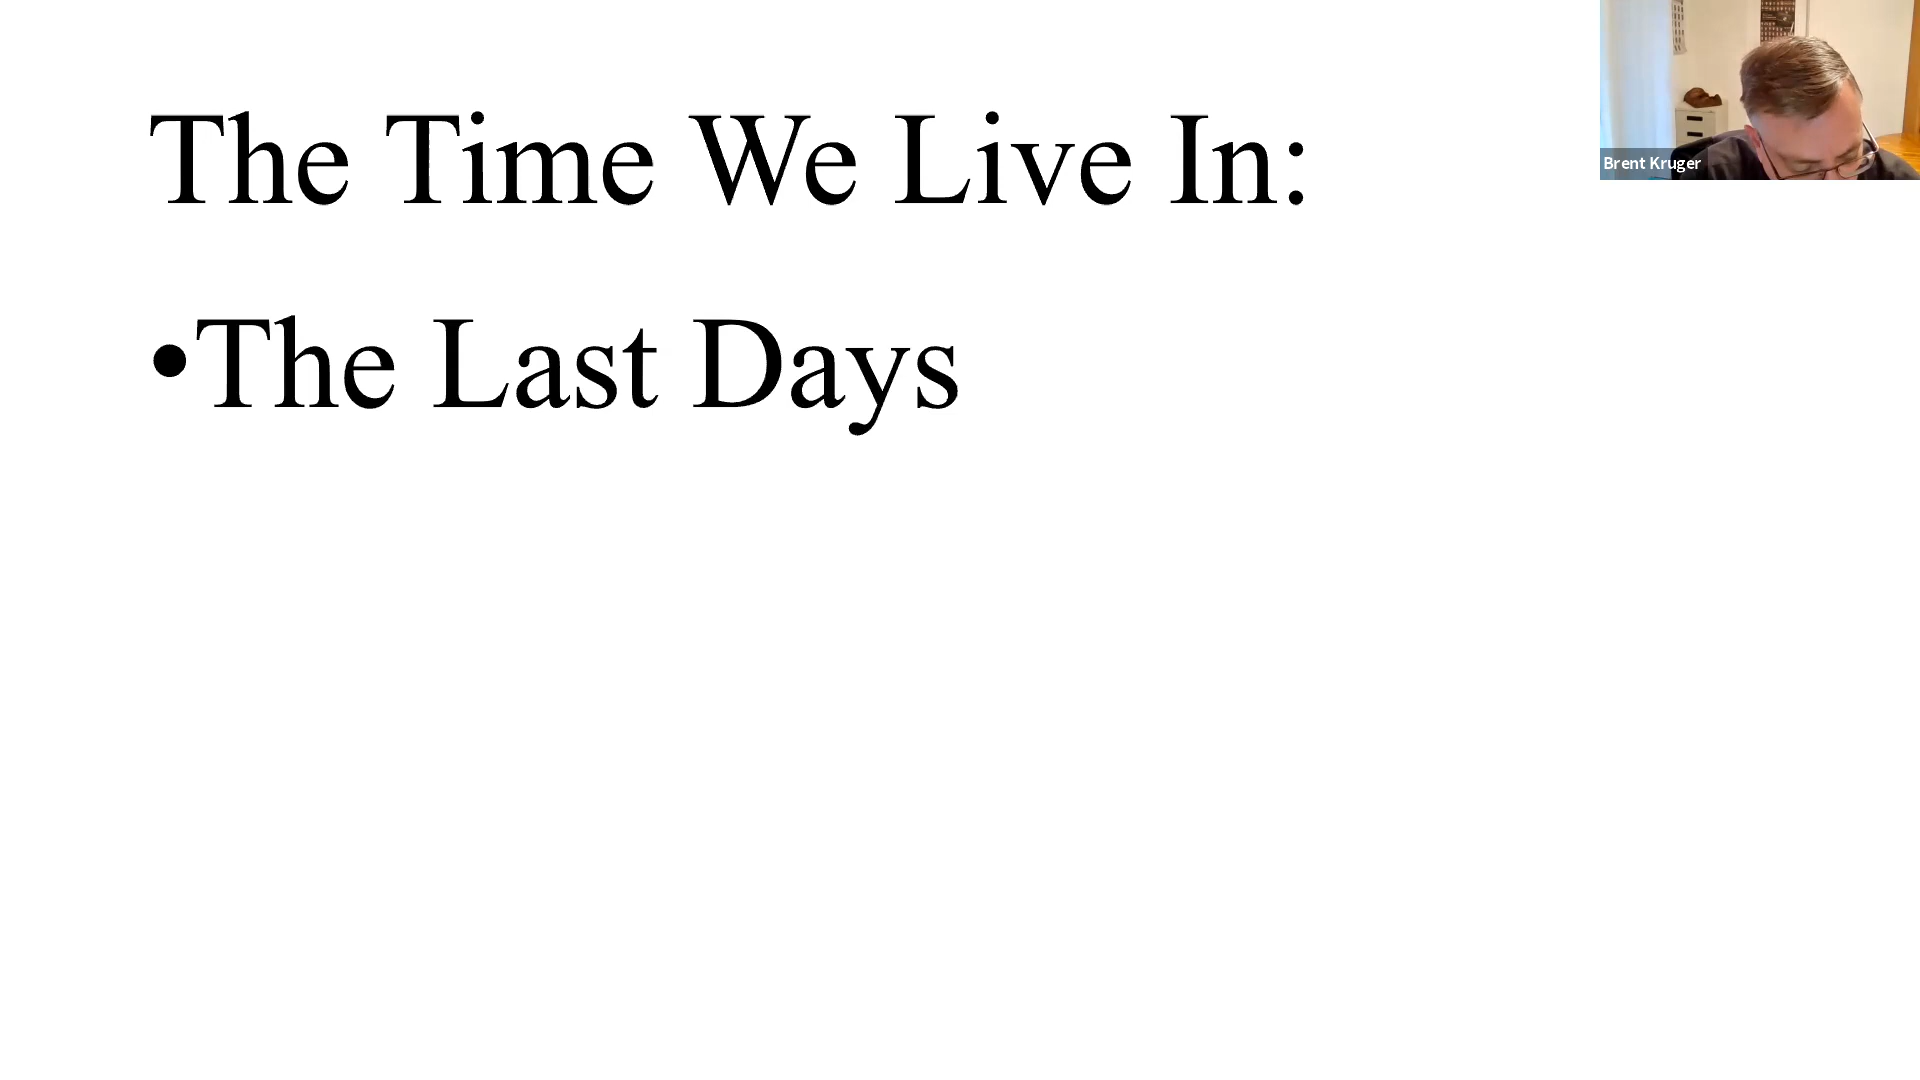 The Time We Live In:
•The Last Days
Brent Kruger